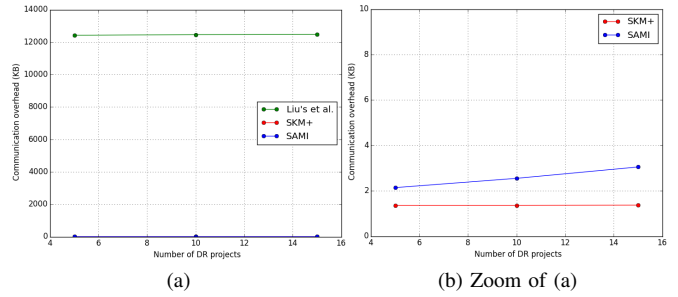 14000
12000
10000
8000
6000
4000
2000
0
4
6
8
10
12
14
16
Communication overhead (KB)
Number of DR projects
Liu's et al.
SKM+
SAMI
(a)
10
8
6
4
2
0
4
6
8
10
12
14
16
Communication overhead (KB)
Number of DR projects
SKM+
SAMI
(b) Zoom of (a)